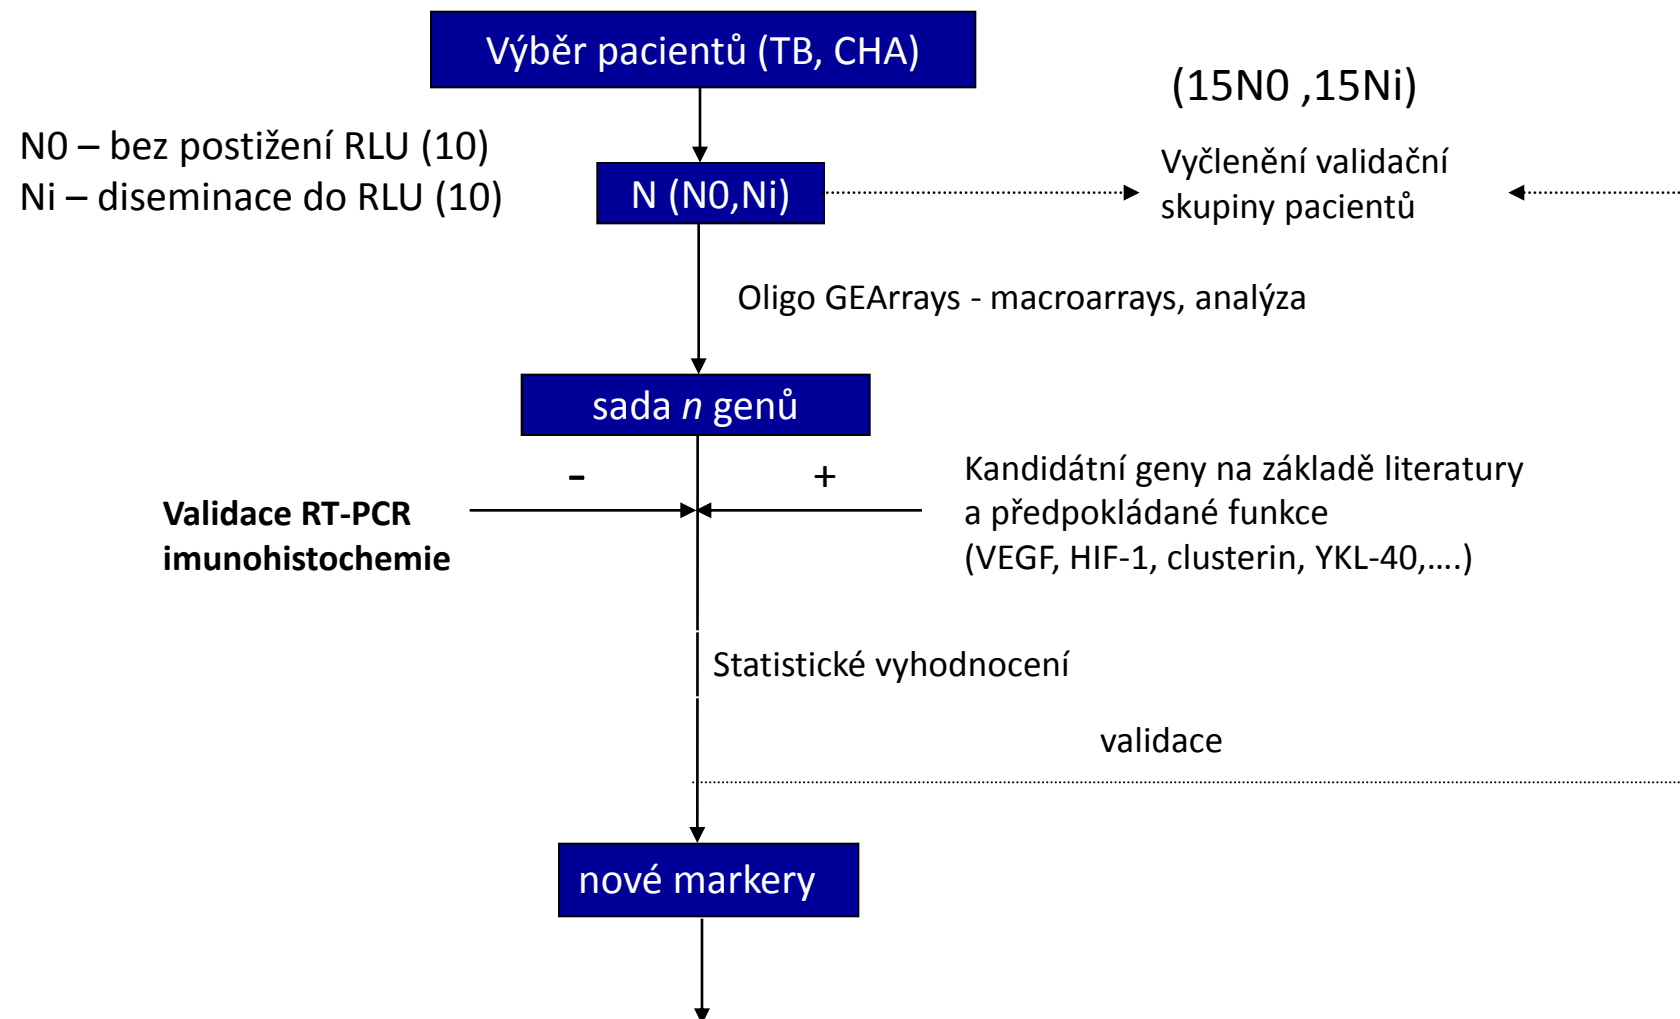 Výběr pacientů (TB, CHA)
(15N0 ,15Ni)
N0 – bez postižení RLU (10)
Ni – diseminace do RLU (10)
N (N0,Ni)
Vyčlenění validační
skupiny pacientů
Oligo GEArrays - macroarrays, analýza
sada n genů
-
+
Validace RT-PCR
imunohistochemie
Kandidátní geny na základě literatury
a předpokládané funkce
(VEGF, HIF-1, clusterin, YKL-40,....)
Statistické vyhodnocení
validace
nové markery